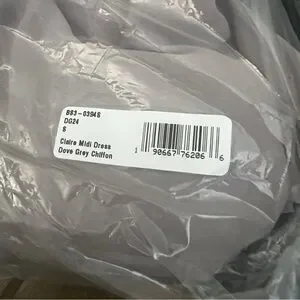 BB3-0394S
DG24
S
Claire Midi Dress
Dove Grey Chiffon
1 90667 76206 6